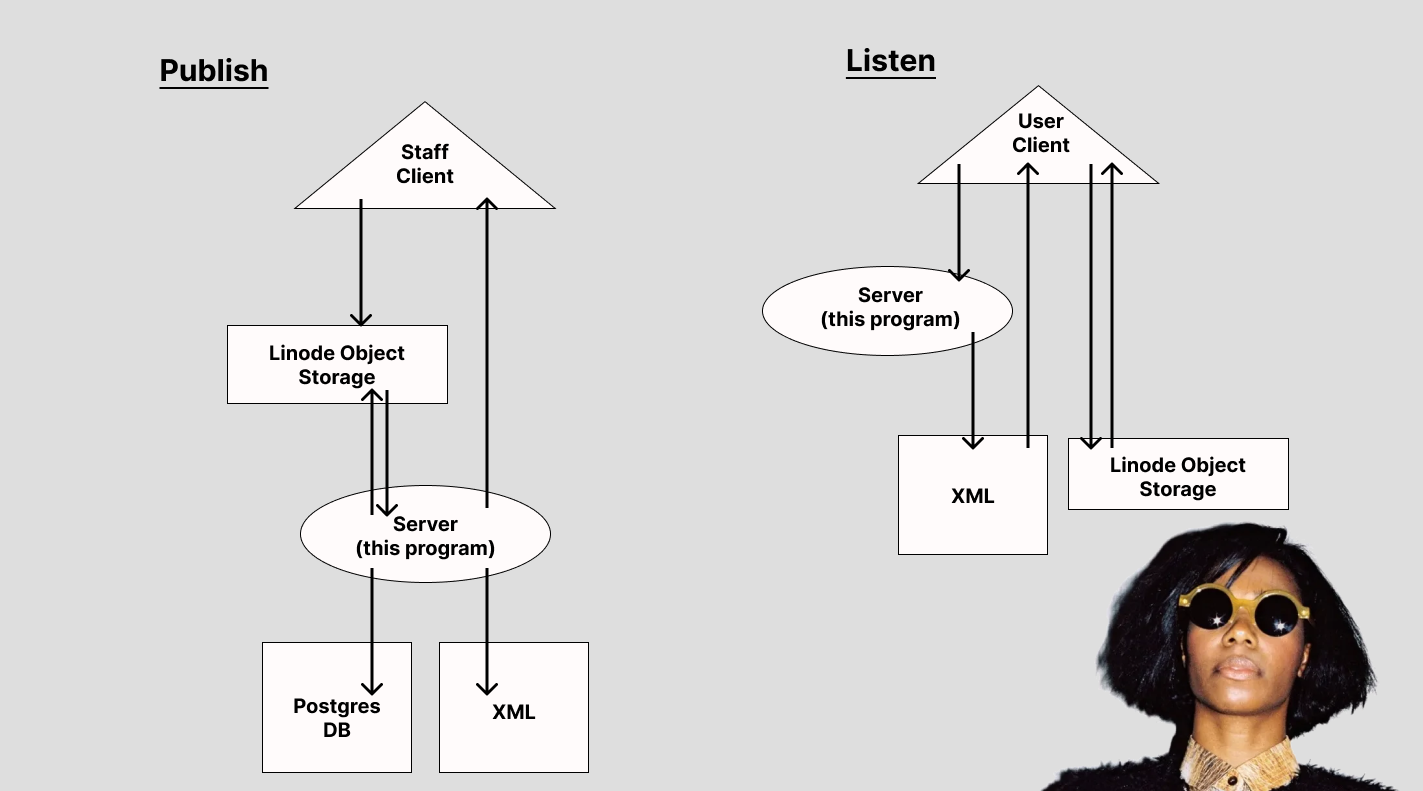 Publish
Staff
Client
Linode Object
Storage
Server
(this program)
Postgres
DB
XML
Listen
User
Client
Server
(this program)
XML
Linode Object
Storage